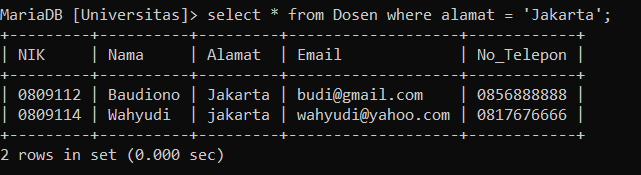 MariaDB [Universitas]> select * from Dosen where alamat = 'Jakarta';
+---------+----------+---------+-------------------+------------+
| NIK     | Nama     | Alamat  | Email             | No_Telepon |
+---------+----------+---------+-------------------+------------+
| 0809112 | Baudiono | Jakarta | budi@gmail.com    | 0856888888 |
| 0809114 | Wahyudi  | jakarta | wahyudi@yahoo.com | 0817676666 |
+---------+----------+---------+-------------------+------------+
2 rows in set (0.000 sec)